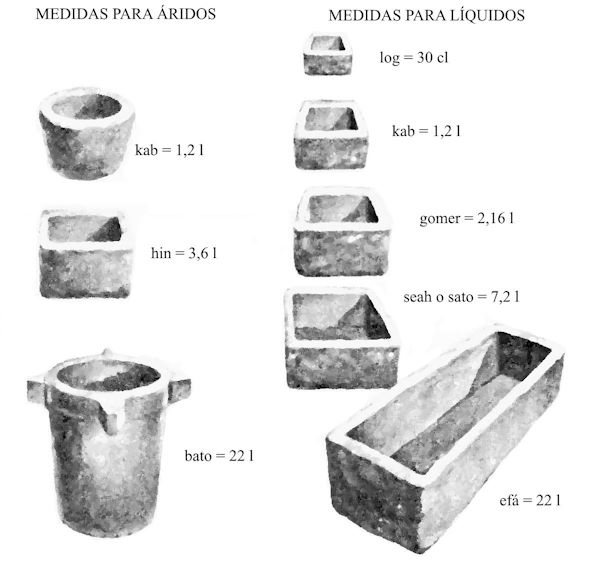 MEDIDAS PARA ÁRIDOS
kab = 1,2 l
hin = 3,6 l
bato = 22 l
MEDIDAS PARA LÍQUIDOS
log = 30 cl
kab = 1,2 l
gomer = 2,16 l
seah o sato = 7,2 l
efá = 22 l